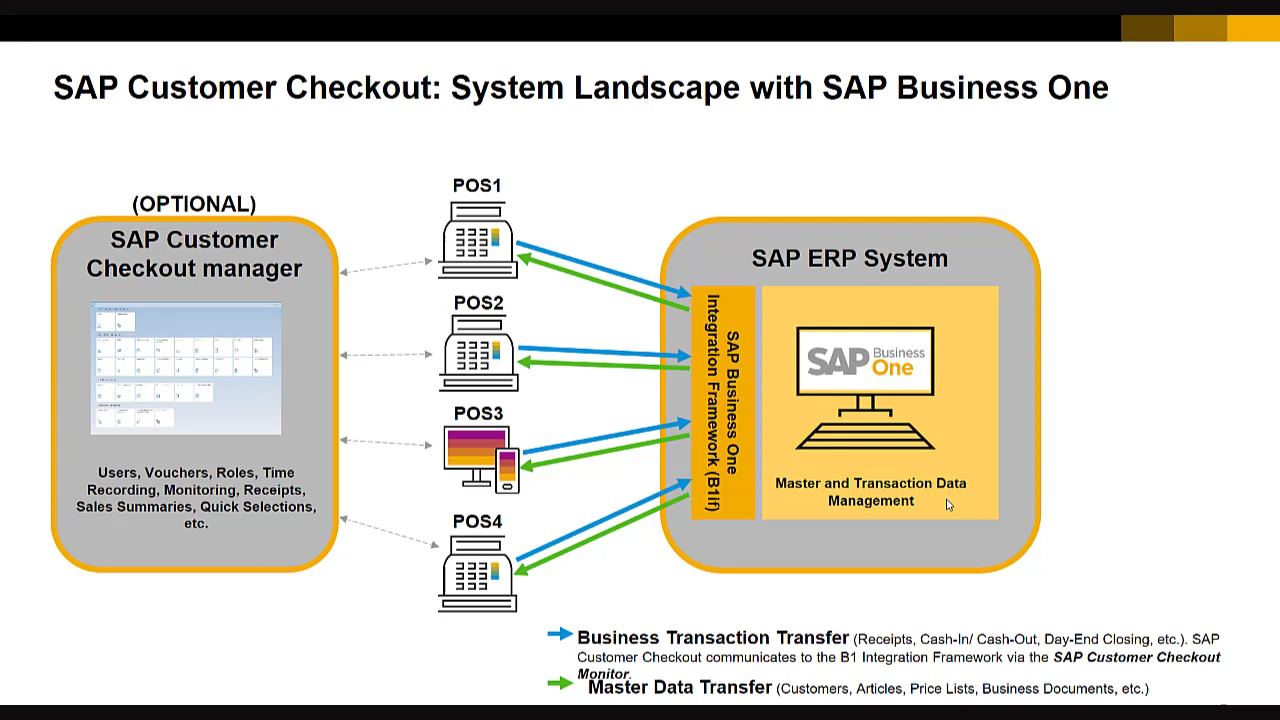 SAP Customer Checkout: System Landscape with SAP Business One
(OPTIONAL)
SAP Customer
Checkout manager
Users, Vouchers, Roles, Time
Recording, Monitoring, Receipts,
Sales Summaries, Quick Selections,
etc.
POS1
POS2
POS3
POS4
SAP ERP System
SAP Business One
Integration Framework (B1if)
SAP Business
One
Master and Transaction Data
Management
Business Transaction Transfer (Receipts, Cash-In/ Cash-Out, Day-End Closing, etc.). SAP
Customer Checkout communicates to the B1 Integration Framework via the SAP Customer Checkout
Monitor.
Master Data Transfer (Customers, Articles, Price Lists, Business Documents, etc.)